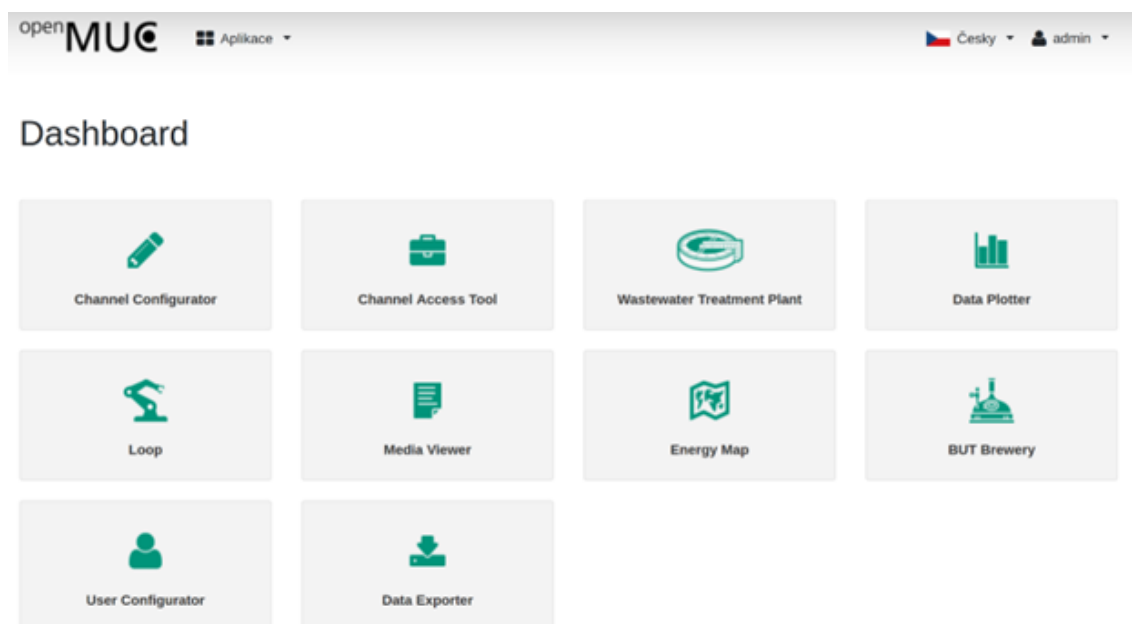 openMUC Aplikace Česky admin
Dashboard
Channel Configurator Channel Access Tool Wastewater Treatment Plant Data Plotter
Loop Media Viewer Energy Map BUT Brewery
User Configurator Data Exporter